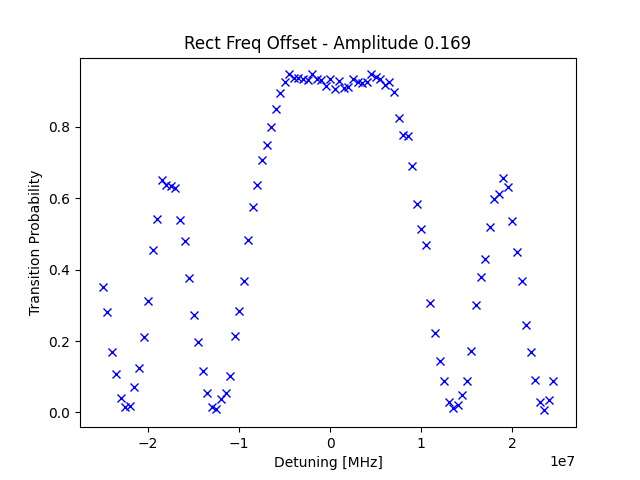 Rect Freq Offset - Amplitude 0.169
Transition Probability
0.8
0.6
0.4
0.2
0.0
−2
−1
0
1
2
1e7
Detuning [MHz]